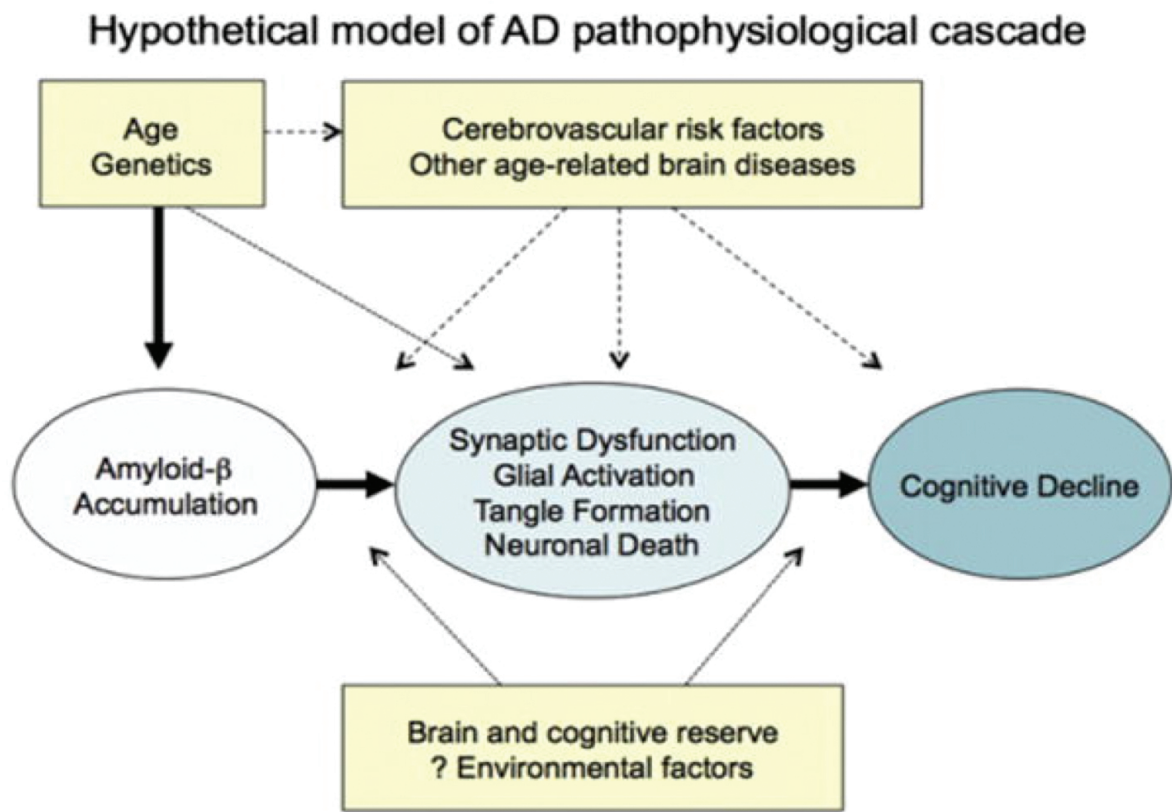 Hypothetical model of AD pathophysiological cascade
Age
Genetics
Cerebrovascular risk factors
Other age-related brain diseases
Amyloid-β
Accumulation
Synaptic Dysfunction
Glial Activation
Tangle Formation
Neuronal Death
Cognitive Decline
Brain and cognitive reserve
? Environmental factors